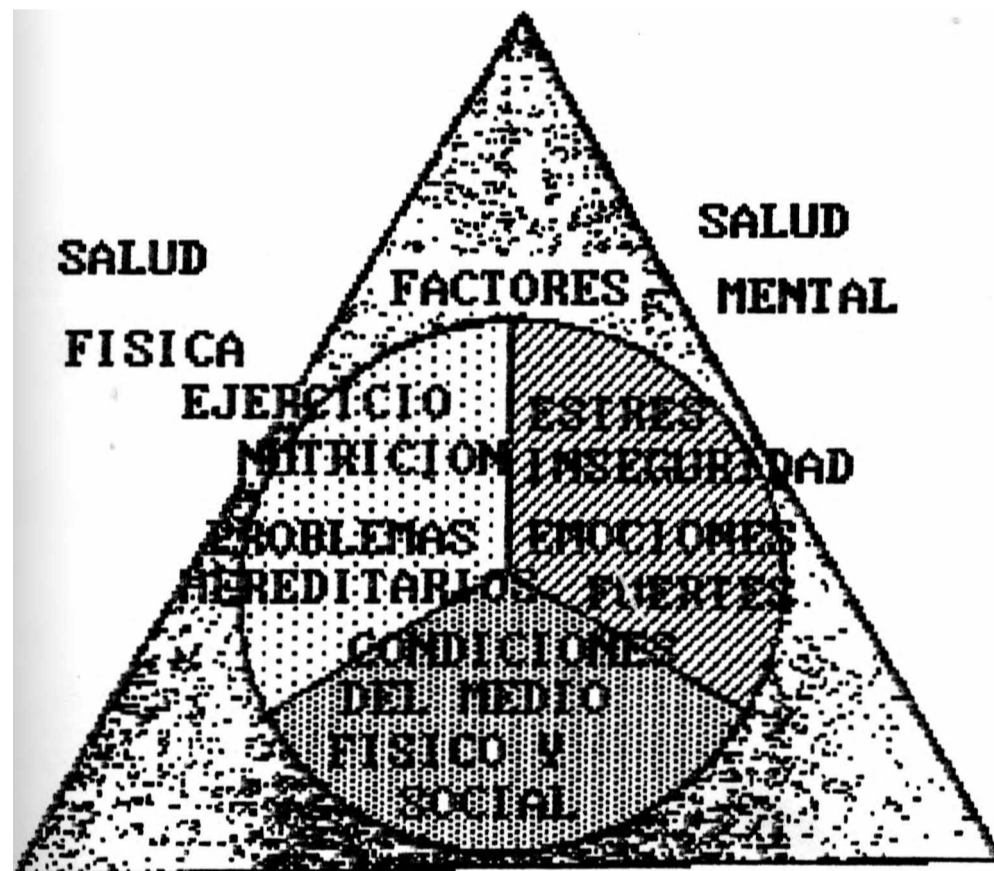 SALUD
FISICA
SALUD
MENTAL
FACTORES
EJERCICIO
NUTRICION
PROBLEMAS
HEREDITARIOS
ESTRES
INSEGURIDAD
EMOCIONES
FUERTES
CONDICIONES
DEL MEDIO
FISICO Y
SOCIAL